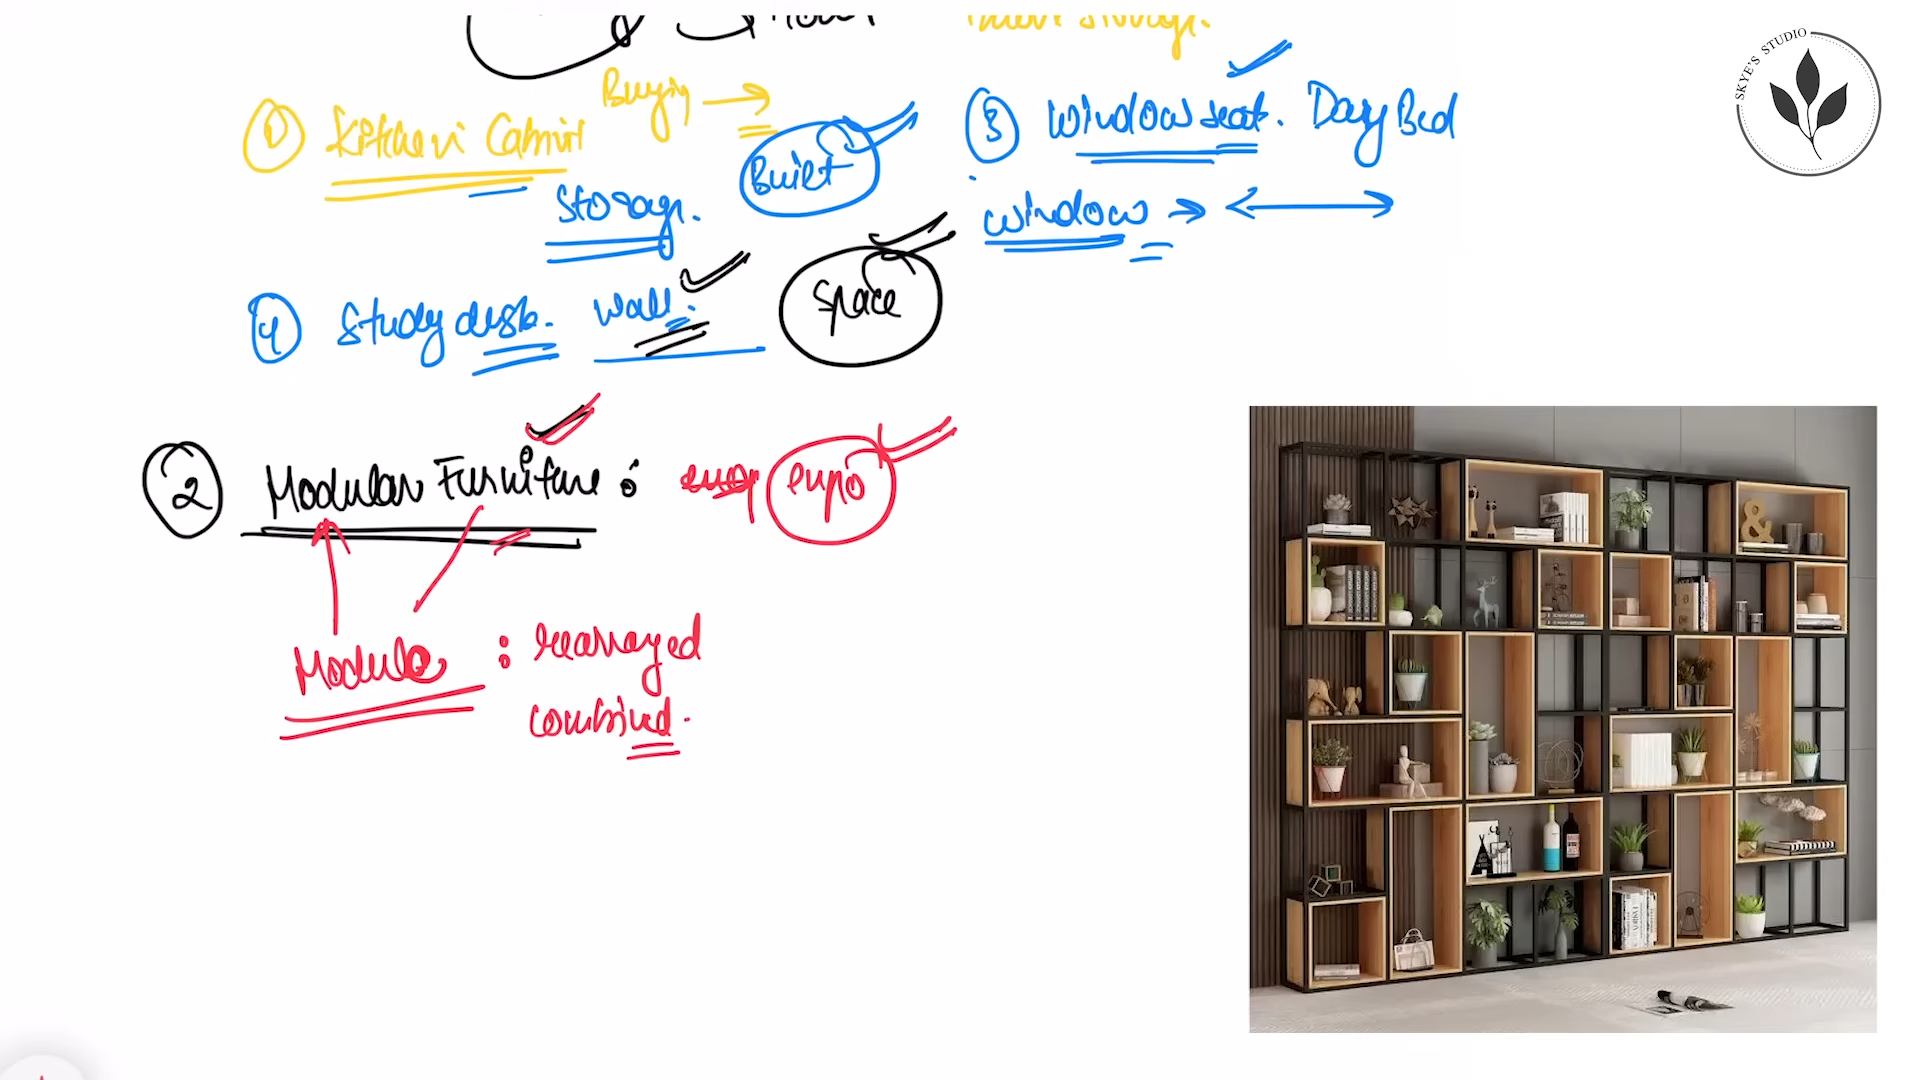 SKYE'S STUDIO
Buying →
① Kitchen Cabinet
Built
Storage.
③ Window seat. Day Bed
window →
④ Study desk. Wall.
Space
② Modular Furniture :
expo
Module : rearranged
combined.
&